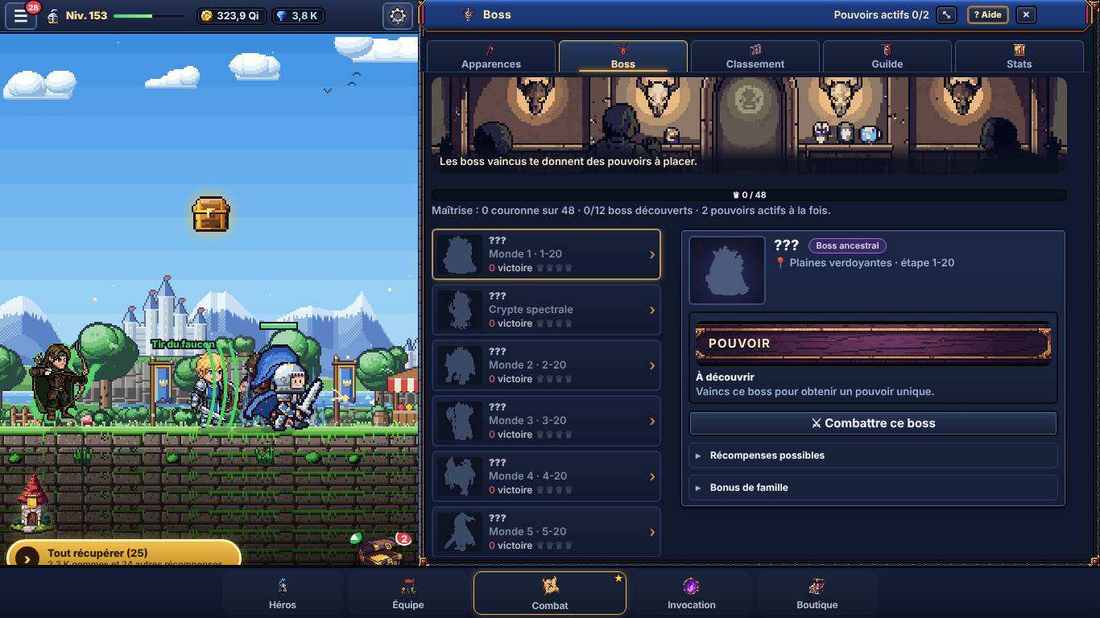 28
Niv. 153
323,9 Qi
3,8 K
Boss
Pouvoirs actifs 0/2
? Aide
Apparences
Boss
Classement
Guilde
Stats
Les boss vaincus te donnent des pouvoirs à placer.
0 / 48
Maîtrise : 0 couronne sur 48 · 0/12 boss découverts · 2 pouvoirs actifs à la fois.
???
Monde 1 · 1-20
0 victoire
???
Crypte spectrale
0 victoire
???
Monde 2 · 2-20
0 victoire
???
Monde 3 · 3-20
0 victoire
???
Monde 4 · 4-20
0 victoire
???
Monde 5 · 5-20
0 victoire
??? Boss ancestral
Plaines verdoyantes · étape 1-20
POUVOIR
À découvrir
Vaincs ce boss pour obtenir un pouvoir unique.
Combattre ce boss
Récompenses possibles
Bonus de famille
Tir du faucon
Tout récupérer (25)
2
Héros
Équipe
Combat
Invocation
Boutique